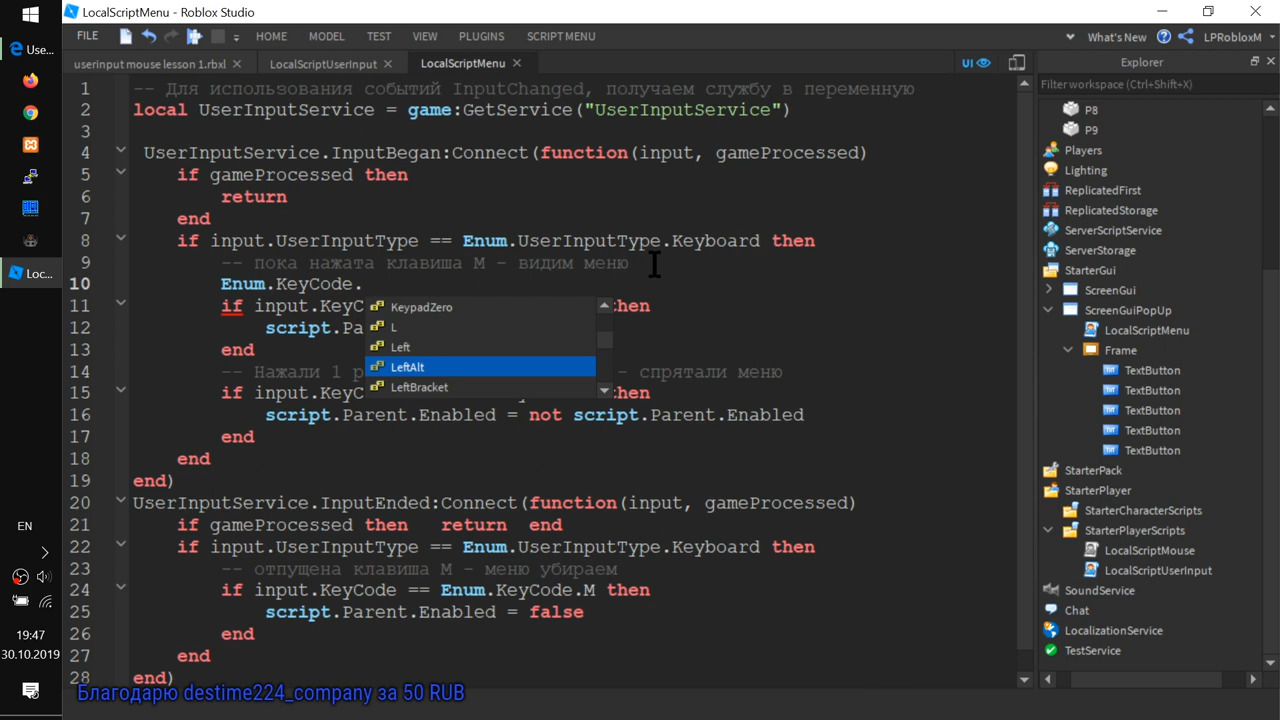 LocalScriptMenu - Roblox Studio
FILE
HOME
MODEL
TEST
VIEW
PLUGINS
SCRIPT MENU
What's New
LPRobloxM
Use...
Loc...
userinput mouse lesson 1.rbxl
LocalScriptUserInput
LocalScriptMenu
UI
1 -- Для использования событий InputChanged, получаем службу в переменную
2 local UserInputService = game:GetService("UserInputService")
3
4 UserInputService.InputBegan:Connect(function(input, gameProcessed)
5 if gameProcessed then
6 return
7 end
8 if input.UserInputType == Enum.UserInputType.Keyboard then
9 -- пока нажата клавиша М - видим меню
10 Enum.KeyCode.
11 if input.KeyC hen
12 script.Pa
13 end
14 -- Нажали 1 р - спрятали меню
15 if input.KeyC hen
16 script.Parent.Enabled = not script.Parent.Enabled
17 end
18 end
19 end)
20 UserInputService.InputEnded:Connect(function(input, gameProcessed)
21 if gameProcessed then return end
22 if input.UserInputType == Enum.UserInputType.Keyboard then
23 -- отпущена клавиша М - меню убираем
24 if input.KeyCode == Enum.KeyCode.M then
25 script.Parent.Enabled = false
26 end
27 end
28 end)
KeypadZero
L
Left
LeftAlt
LeftBracket
Explorer
Filter workspace (Ctrl+Shift+X)
P8
P9
Players
Lighting
ReplicatedFirst
ReplicatedStorage
ServerScriptService
ServerStorage
StarterGui
ScreenGui
ScreenGuiPopUp
LocalScriptMenu
Frame
TextButton
TextButton
TextButton
TextButton
TextButton
StarterPack
StarterPlayer
StarterCharacterScripts
StarterPlayerScripts
LocalScriptMouse
LocalScriptUserInput
SoundService
Chat
LocalizationService
TestService
EN
19:47
30.10.2019
Благодарю destime224_company за 50 RUB